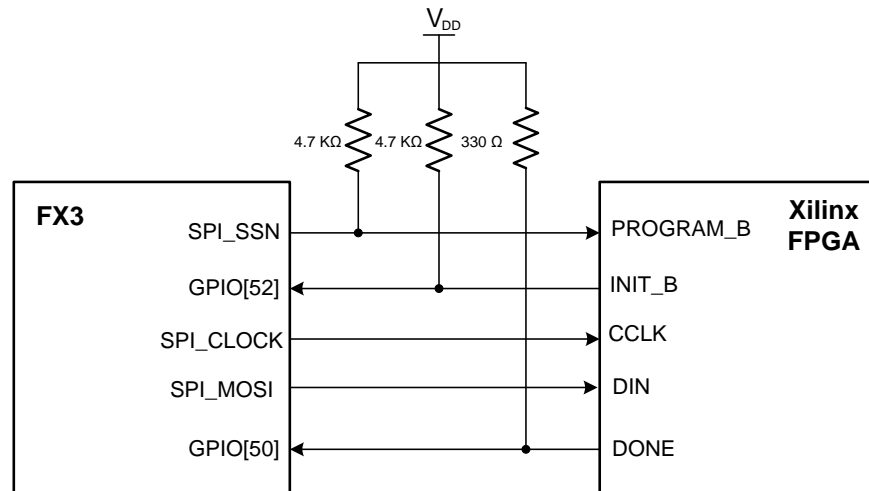 VDD
4.7 KΩ 4.7 KΩ 330 Ω
FX3
Xilinx
FPGA
SPI_SSN PROGRAM_B
GPIO[52] INIT_B
SPI_CLOCK CCLK
SPI_MOSI DIN
GPIO[50] DONE